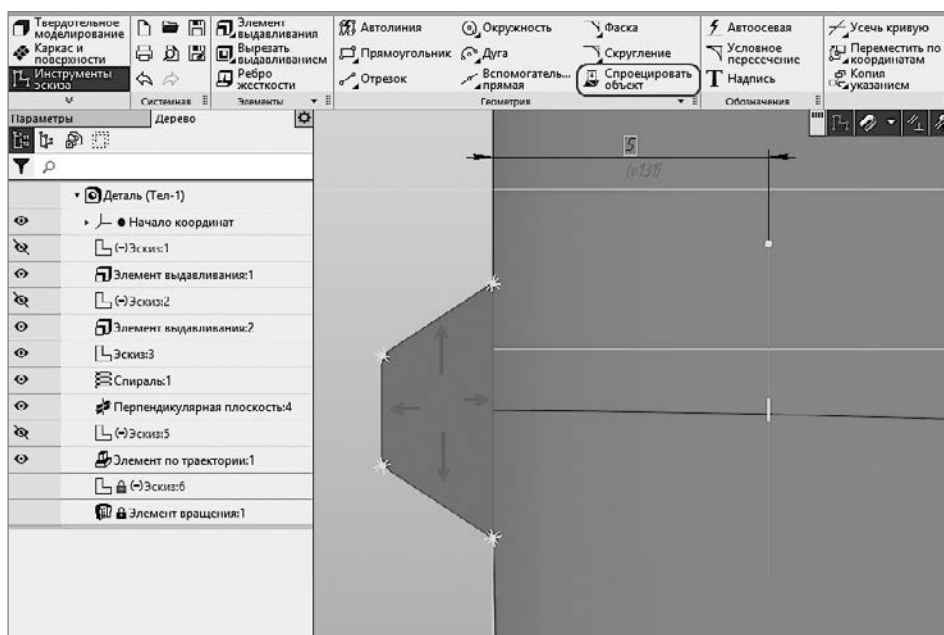 Твердотельное
моделирование
Каркас и
поверхности
Инструменты
эскиза
Системная
Элемент
выдавливания
Вырезать
выдавливанием
Ребро
жесткости
Элементы
Автолиния
Окружность
Фаска
Прямоугольник
Дуга
Скругление
Отрезок
Вспомогатель...
прямая
Спроецировать
объект
Геометрия
Автоосевая
Условное
пересечение
Надпись
Обозначения
Усечь кривую
Переместить по
координатам
Копия
указанием
Параметры
Дерево
Деталь (Тел-1)
Начало координат
(-)Эскиз:1
Элемент выдавливания:1
(-)Эскиз:2
Элемент выдавливания:2
Эскиз:3
Спираль:1
Перпендикулярная плоскость:4
(-)Эскиз:5
Элемент по траектории:1
(-)Эскиз:6
Элемент вращения:1
5
(v131)